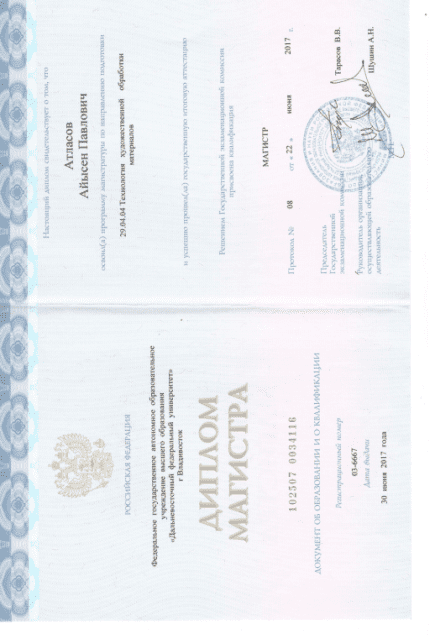 РОССИЙСКАЯ ФЕДЕРАЦИЯ
Федеральное государственное автономное образовательное
учреждение высшего образования
«Дальневосточный федеральный университет»
г Владивосток
ДИПЛОМ
МАГИСТРА
102507 0034116
ДОКУМЕНТ ОБ ОБРАЗОВАНИИ И О КВАЛИФИКАЦИИ
Регистрационный номер
03-6667
Дата выдачи
30 июня 2017 года
Настоящий диплом свидетельствует о том, что
Атласов
Айысен Павлович
освоил(а) программу магистратуры по направлению подготовки
29.04.04 Технология художественной обработки
материалов
и успешно прошел(ла) государственную итоговую аттестацию
Решением Государственной экзаменационной комиссии
присвоена квалификация
МАГИСТР
Протокол № 08 от « 22 » июня 2017 г.
Председатель
Государственной
экзаменационной комиссии
Тарасов В.В.
Руководитель организации,
осуществляющей образовательную
деятельность
Шушин А.Н.